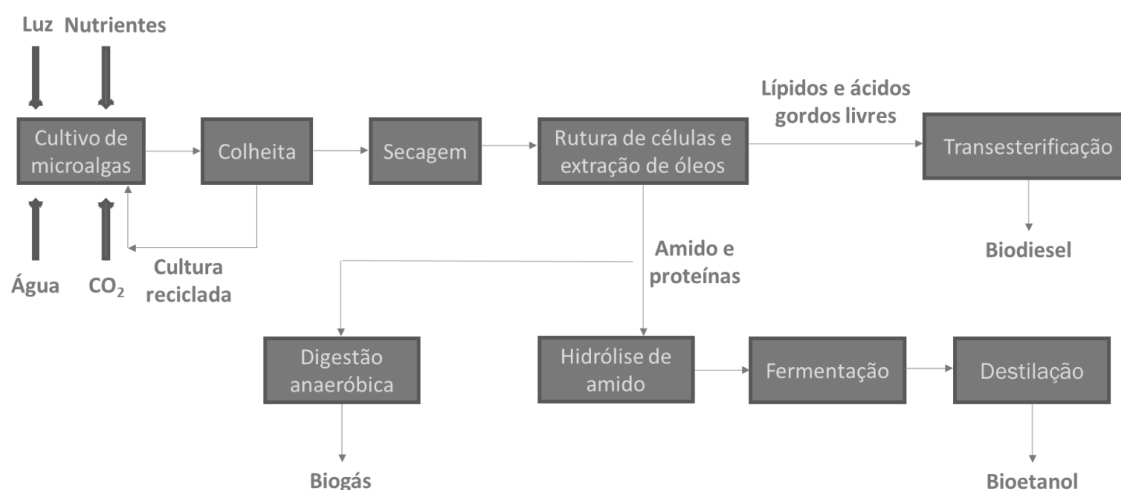 Luz
Nutrientes
Cultivo de
microalgas
Colheita
Secagem
Rutura de células e
extração de óleos
Lípidos e ácidos
gordos livres
Transesterificação
Água
CO₂
Cultura
reciclada
Amido e
proteínas
Biodiesel
Digestão
anaeróbica
Hidrólise de
amido
Fermentação
Destilação
Biogás
Bioetanol